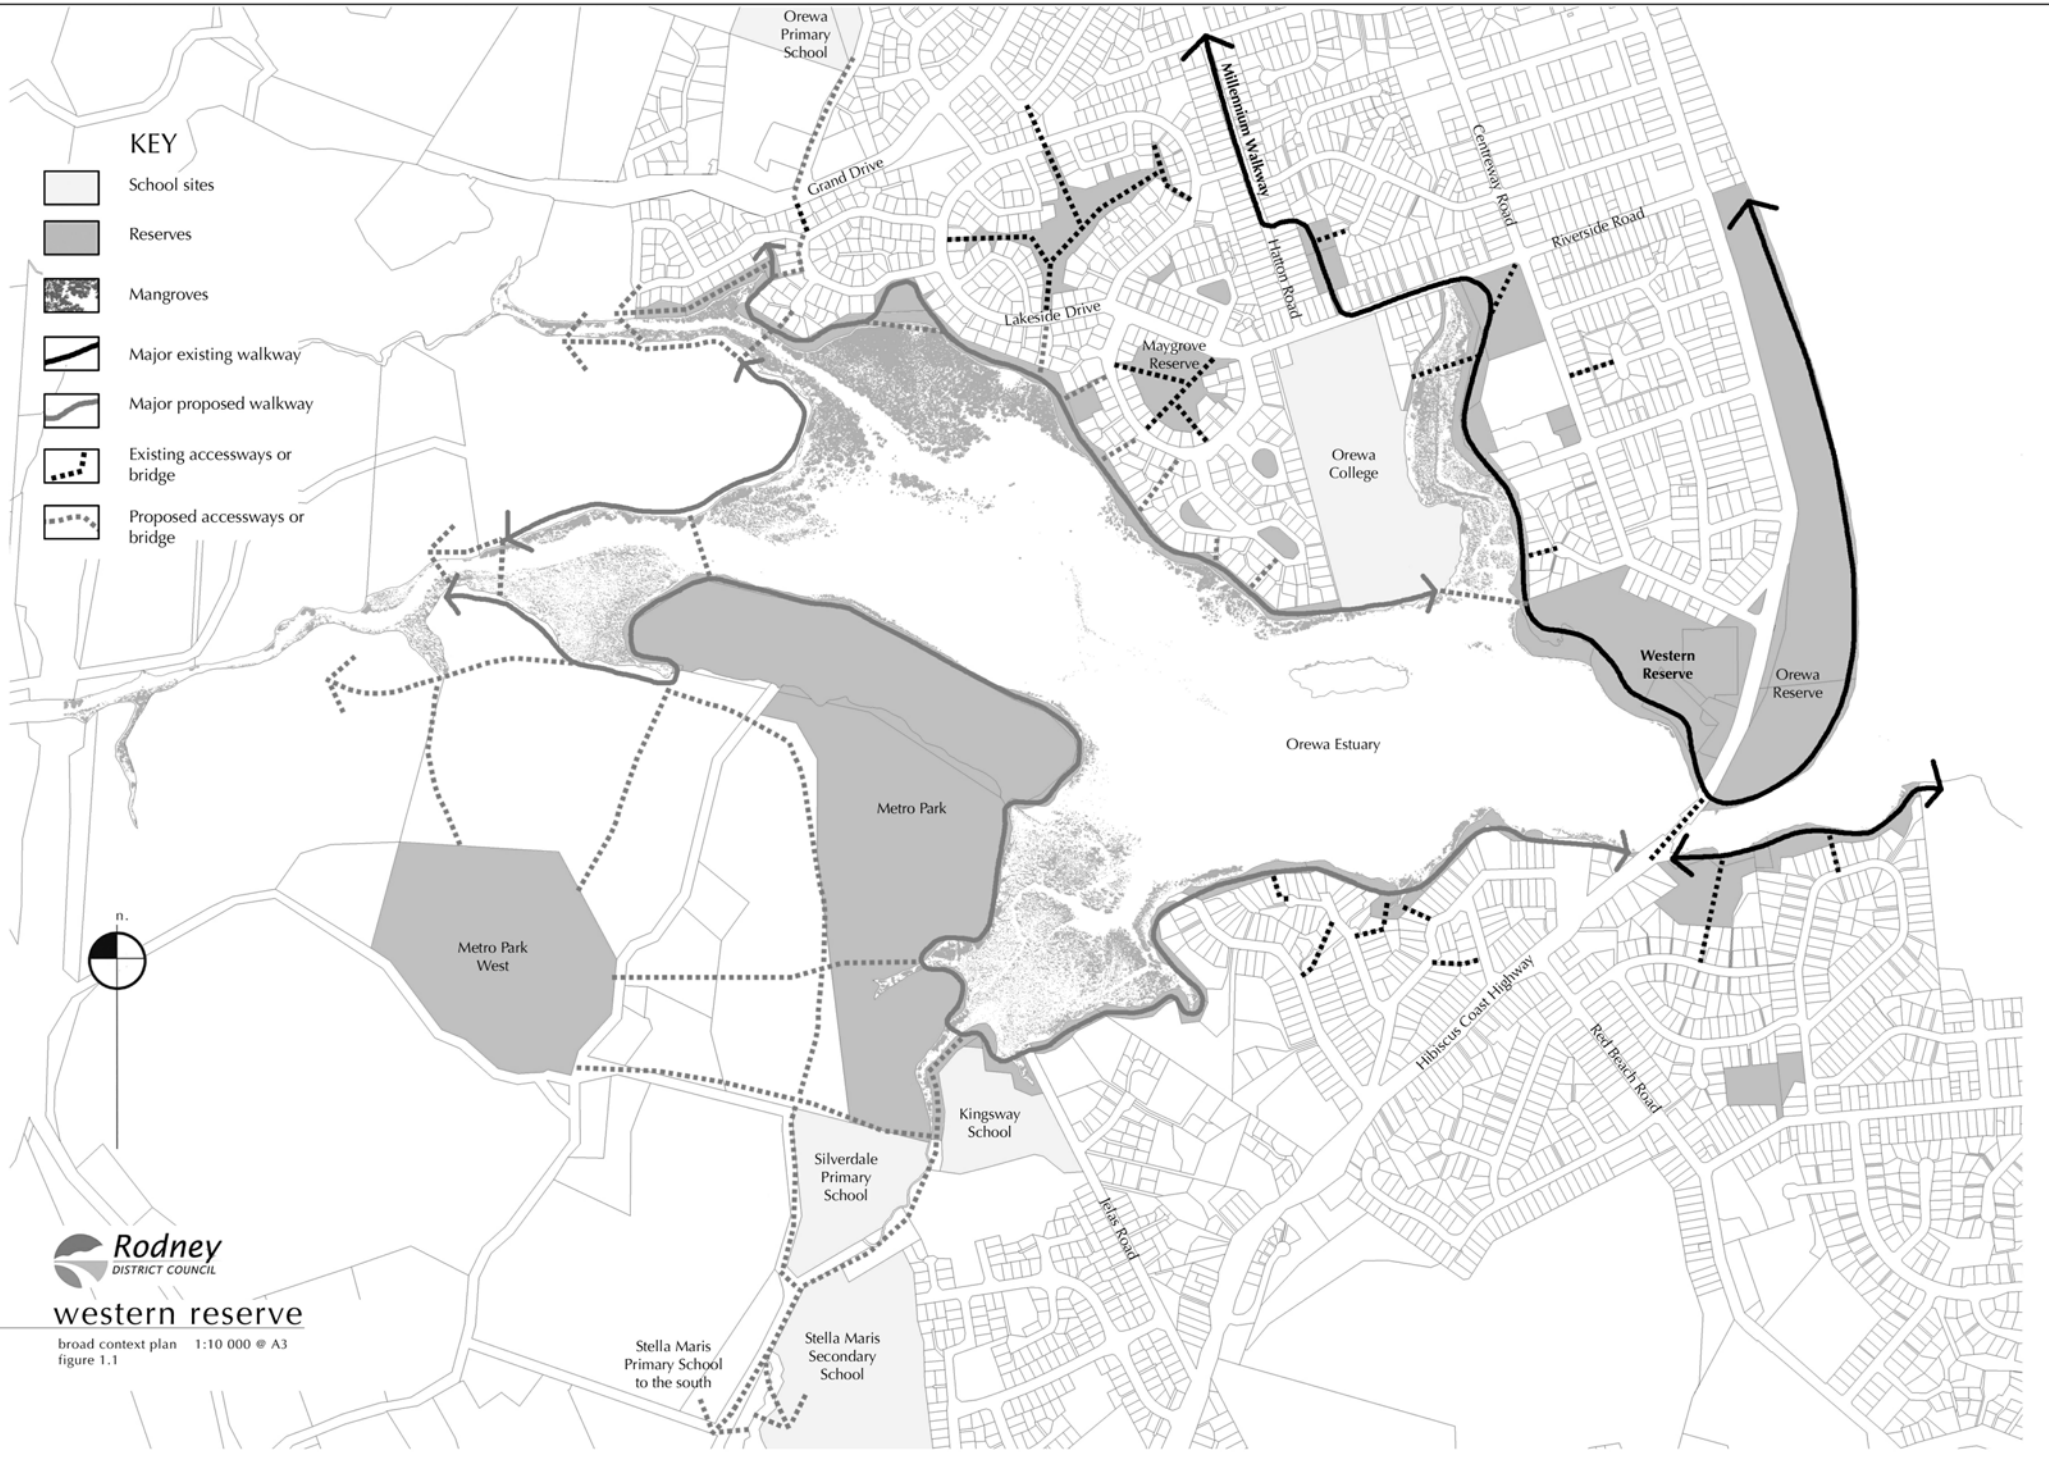 Orewa
Primary
School
KEY
School sites
Reserves
Mangroves
Major existing walkway
Major proposed walkway
Existing accessways or
bridge
Proposed accessways or
bridge
Grand Drive
Millennium Walkway
Centreway Road
Riverside Road
Hatton Road
Lakeside Drive
Maygrove
Reserve
Orewa
College
Western
Reserve
Orewa
Reserve
Orewa Estuary
Metro Park
n.
Metro Park
West
Hibiscus Coast Highway
Red Beach Road
Kingsway
School
Silverdale
Primary
School
Jelas Road
Stella Maris
Primary School
to the south
Stella Maris
Secondary
School
Rodney
DISTRICT COUNCIL
western reserve
broad context plan 1:10 000 @ A3
figure 1.1